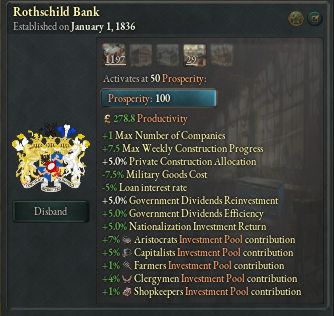 Rothschild Bank
Established on January 1, 1836
1197
292
Activates at 50 Prosperity:
Prosperity: 100
£ 278.8 Productivity
+1 Max Number of Companies
+7.5 Max Weekly Construction Progress
+5.0% Private Construction Allocation
-7.5% Military Goods Cost
-5% Loan interest rate
+5.0% Government Dividends Reinvestment
+5.0% Government Dividends Efficiency
+5.0% Nationalization Investment Return
+7% Aristocrats Investment Pool contribution
+5% Capitalists Investment Pool contribution
+1% Farmers Investment Pool contribution
+4% Clergymen Investment Pool contribution
+1% Shopkeepers Investment Pool contribution
Disband